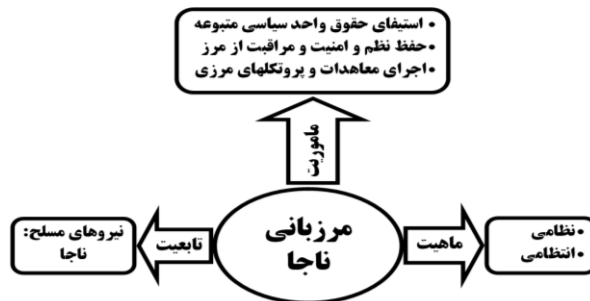 •استیفای حقوق واحد سیاسی متبوعه
•حفظ نظم و امنیت و مراقبت از مرز
•اجرای معاهدات و پروتکلهای مرزی
ماموریت
مرزبانی
ناجا
ماهیت
•نظامی
•انتظامی
تابعیت
نیروهای مسلح:
ناجا